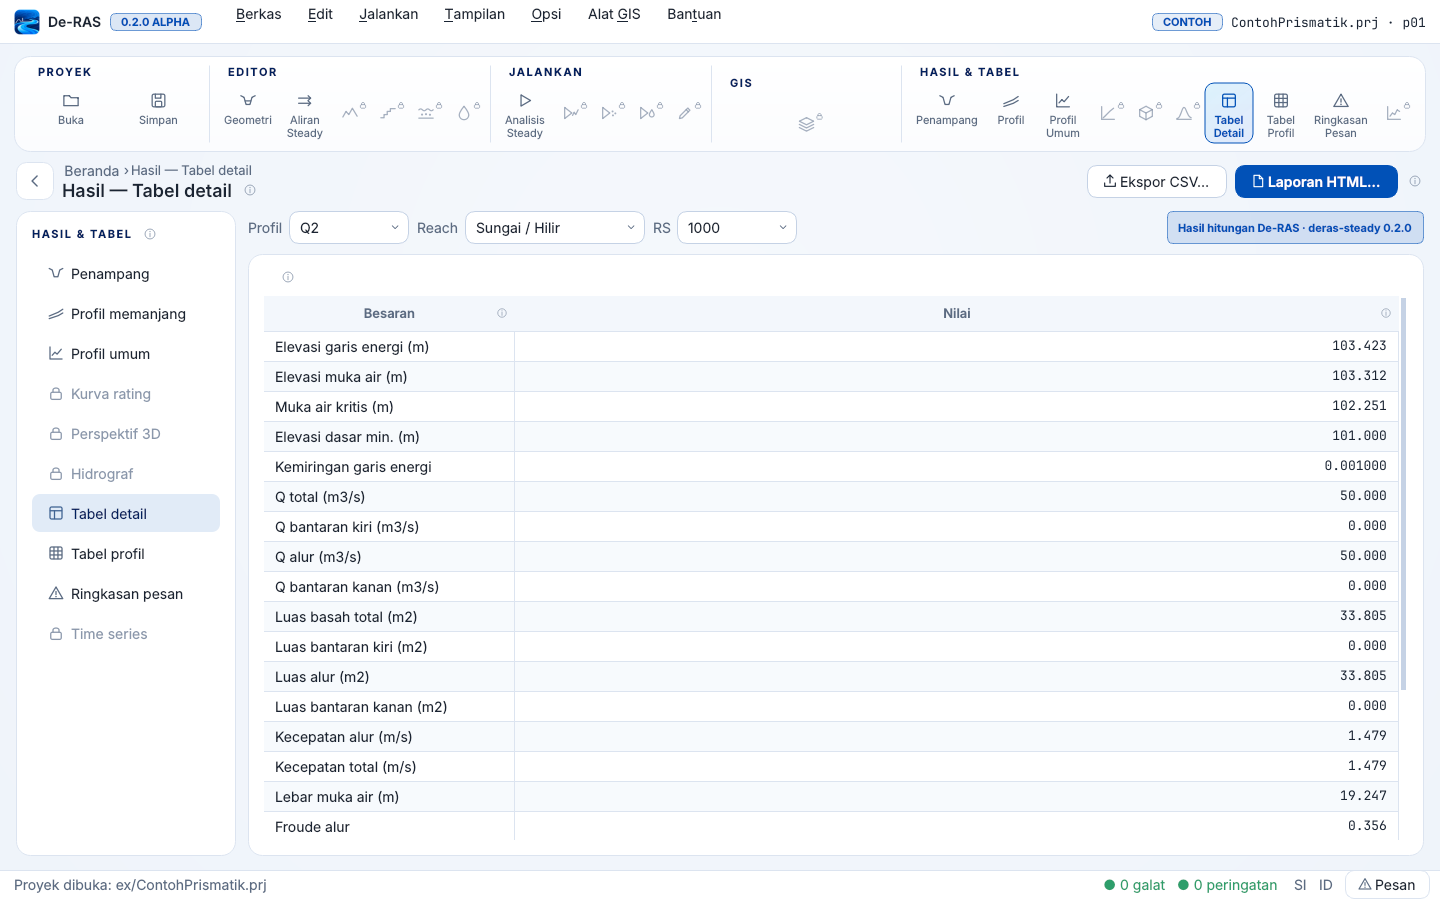 De-RAS 0.2.0 ALPHA Berkas Edit Jalankan Tampilan Opsi Alat GIS Bantuan CONTOH ContohPrismatik.prj · p01
PROYEK
Buka
Simpan
EDITOR
Geometri
Aliran Steady
JALANKAN
Analisis Steady
GIS
HASIL & TABEL
Penampang
Profil
Profil Umum
Tabel Detail
Tabel Profil
Ringkasan Pesan
Beranda › Hasil — Tabel detail
Hasil — Tabel detail
Ekspor CSV...
Laporan HTML...
HASIL & TABEL
Penampang
Profil memanjang
Profil umum
Kurva rating
Perspektif 3D
Hidrograf
Tabel detail
Tabel profil
Ringkasan pesan
Time series
Profil Q2 Reach Sungai / Hilir RS 1000
Hasil hitungan De-RAS · deras-steady 0.2.0
Besaran Nilai
Elevasi garis energi (m) 103.423
Elevasi muka air (m) 103.312
Muka air kritis (m) 102.251
Elevasi dasar min. (m) 101.000
Kemiringan garis energi 0.001000
Q total (m3/s) 50.000
Q bantaran kiri (m3/s) 0.000
Q alur (m3/s) 50.000
Q bantaran kanan (m3/s) 0.000
Luas basah total (m2) 33.805
Luas bantaran kiri (m2) 0.000
Luas alur (m2) 33.805
Luas bantaran kanan (m2) 0.000
Kecepatan alur (m/s) 1.479
Kecepatan total (m/s) 1.479
Lebar muka air (m) 19.247
Froude alur 0.356
Proyek dibuka: ex/ContohPrismatik.prj
0 galat 0 peringatan SI ID Pesan